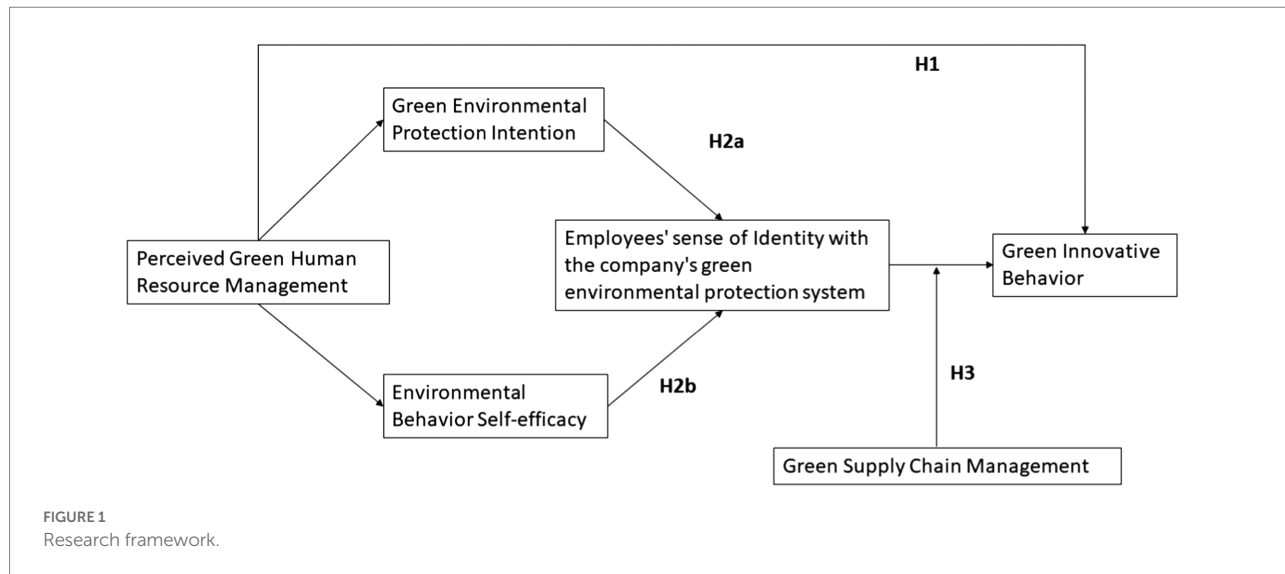 H1
Green Environmental
Protection Intention
H2a
Perceived Green Human
Resource Management
Employees' sense of Identity with
the company's green
environmental protection system
Green Innovative
Behavior
Environmental
Behavior Self-efficacy
H2b
H3
Green Supply Chain Management
FIGURE 1
Research framework.